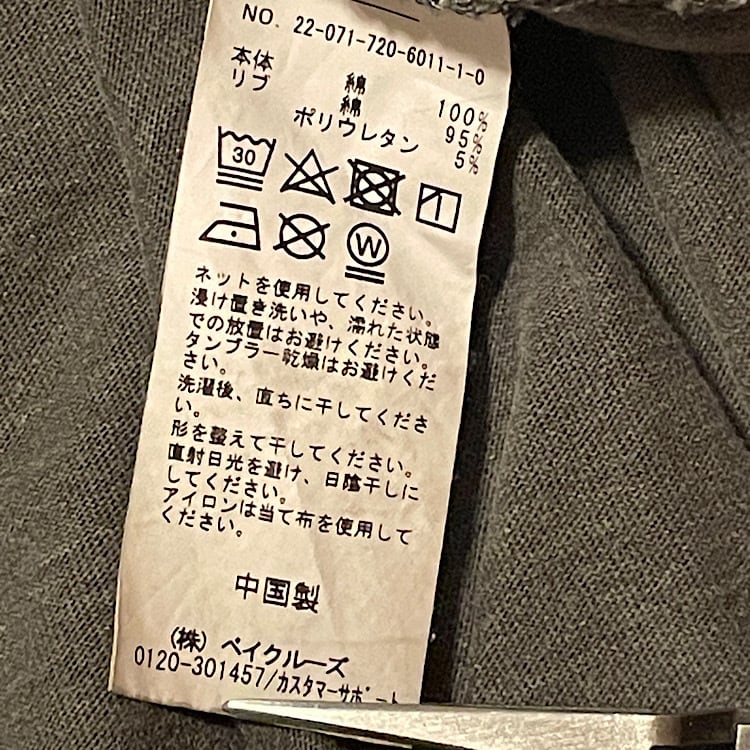 NO. 22-071-720-6011-1-0
本体 綿 100%
リブ 綿 95%
ポリウレタン 5%
30
W
ネットを使用してください。
浸け置き洗いや、濡れた状態
での放置はお避けください。
タンブラー乾燥はお避けくだ
さい。
洗濯後、直ちに干してくださ
い。
形を整えて干してください。
直射日光を避け、日陰干しに
してください。
アイロンは当て布を使用して
ください。
中国製
(株) ベイクルーズ
0120-301457/カスタマーサポート